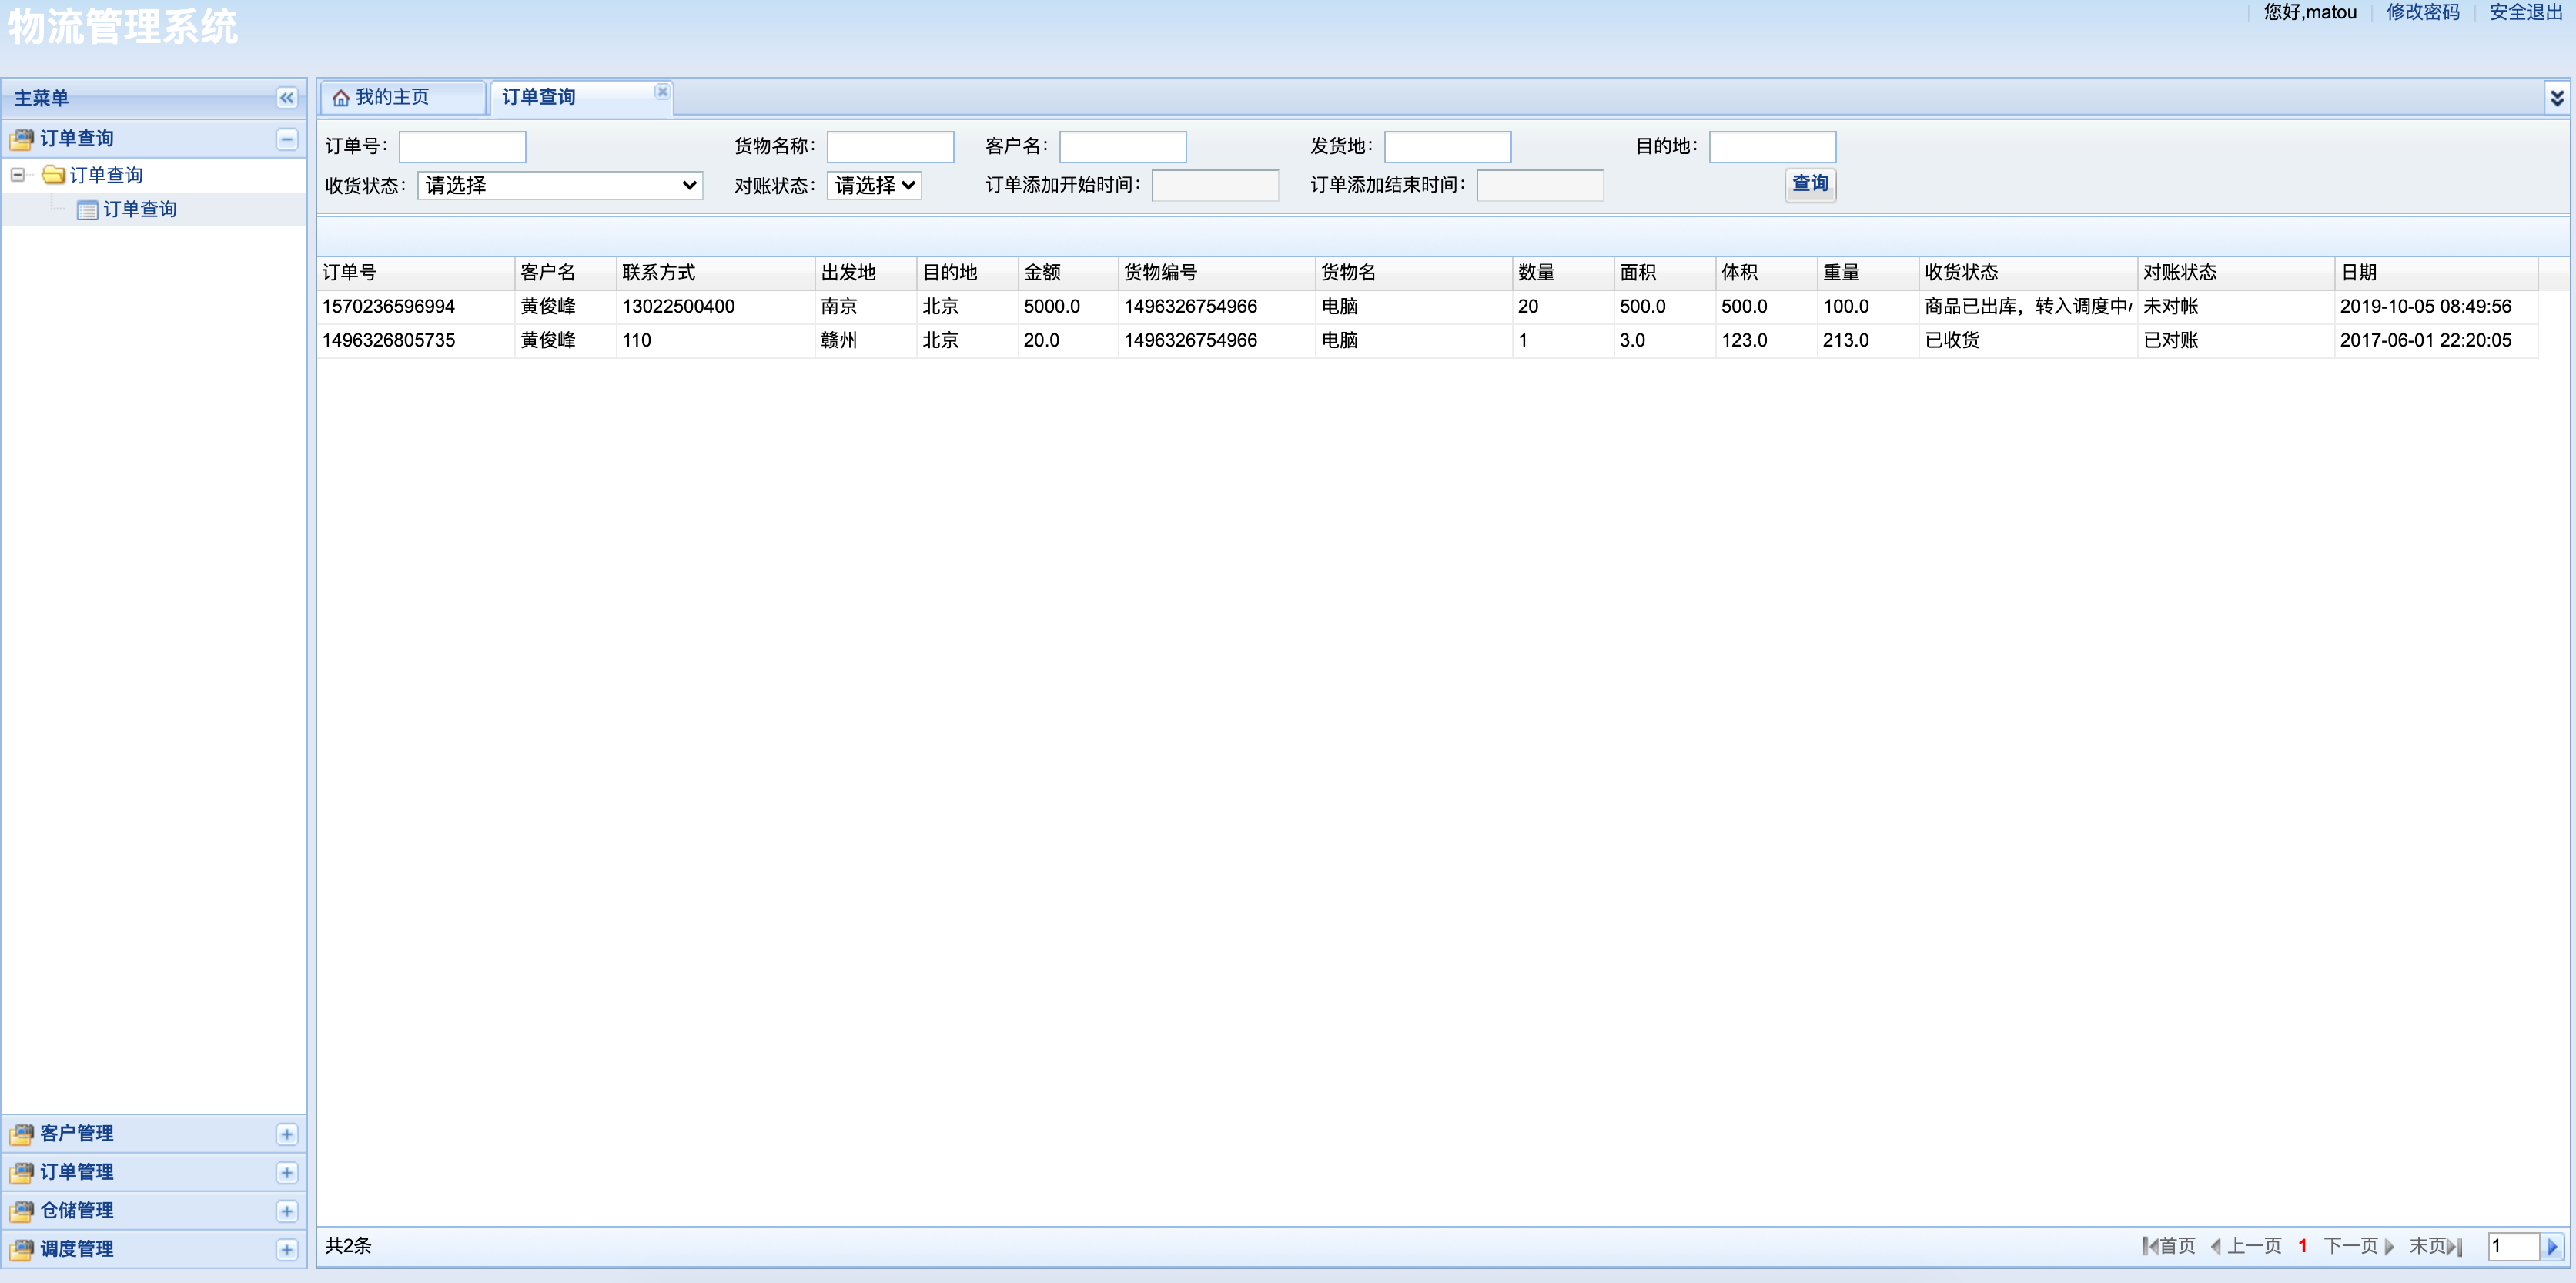 物流管理系统
您好,matou 修改密码 安全退出
主菜单
我的主页 订单查询
订单查询
订单查询
订单查询
订单号： 货物名称： 客户名： 发货地： 目的地：
收货状态： 请选择 对账状态： 请选择 订单添加开始时间： 订单添加结束时间： 查询
订单号 客户名 联系方式 出发地 目的地 金额 货物编号 货物名 数量 面积 体积 重量 收货状态 对账状态 日期
1570236596994 黄俊峰 13022500400 南京 北京 5000.0 1496326754966 电脑 20 500.0 500.0 100.0 商品已出库，转入调度中 未对帐 2019-10-05 08:49:56
1496326805735 黄俊峰 110 赣州 北京 20.0 1496326754966 电脑 1 3.0 123.0 213.0 已收货 已对账 2017-06-01 22:20:05
客户管理
订单管理
仓储管理
调度管理
共2条 首页 上一页 1 下一页 末页 1